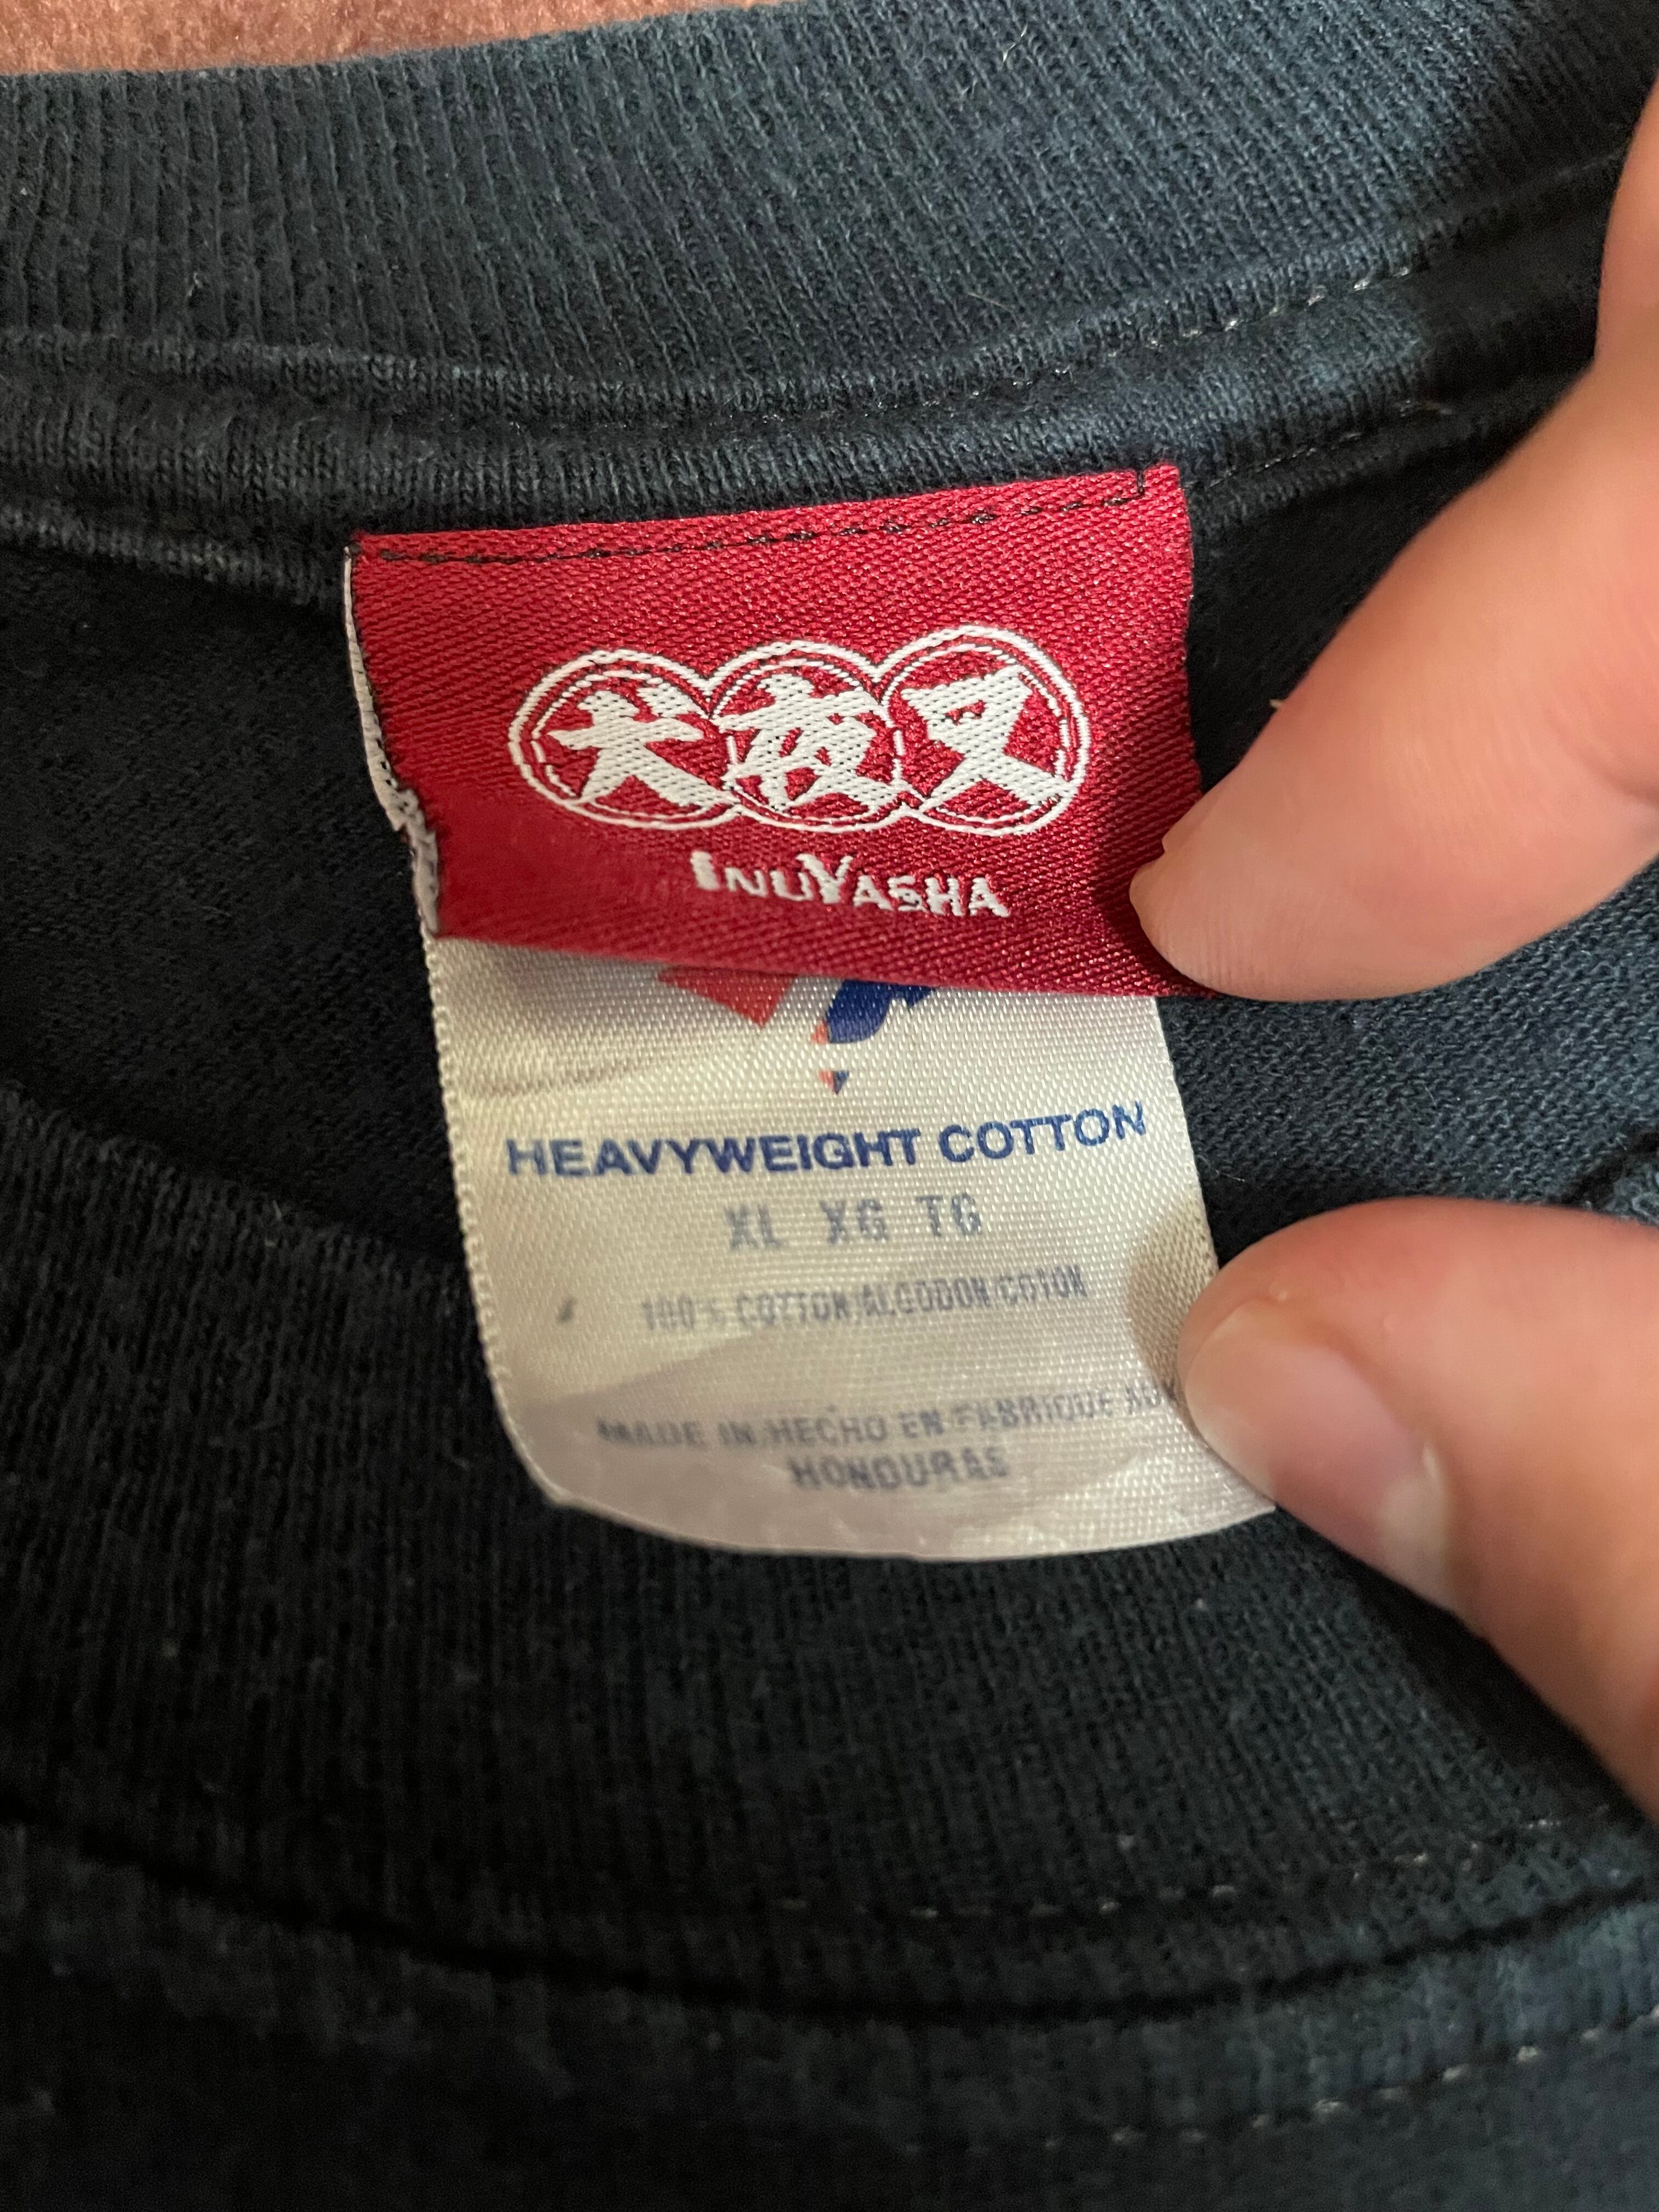 犬夜叉
INUYASHA
HEAVYWEIGHT COTTON
XL XG TG
100% COTTON/ALGODON/COTON
MADE IN/HECHO EN/FABRIQUE AU
HONDURAS